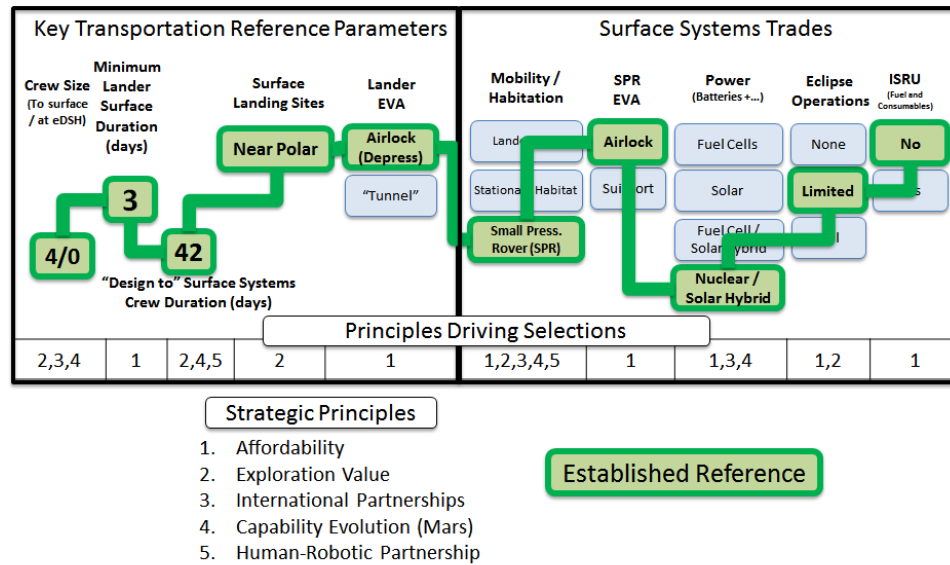 Key Transportation Reference Parameters
Surface Systems Trades
Crew Size
(To surface
/ at eDSH)
Minimum
Lander
Surface
Duration
(days)
Surface
Landing Sites
Lander
EVA
Mobility /
Habitation
SPR
EVA
Power
(Batteries +...)
Eclipse
Operations
ISRU
(Fuel and
Consumables)
4/0
3
42
Near Polar
Airlock
(Depress)
"Tunnel"
Stationary Habitat
Small Press.
Rover (SPR)
Airlock
Suitport
Fuel Cells
Solar
Fuel Cell /
Solar Hybrid
Nuclear /
Solar Hybrid
None
Limited
No
"Design to" Surface Systems
Crew Duration (days)
Principles Driving Selections
2,3,4
1
2,4,5
2
1
1,2,3,4,5
1
1,3,4
1,2
1
Strategic Principles
1. Affordability
2. Exploration Value
3. International Partnerships
4. Capability Evolution (Mars)
5. Human-Robotic Partnership
Established Reference